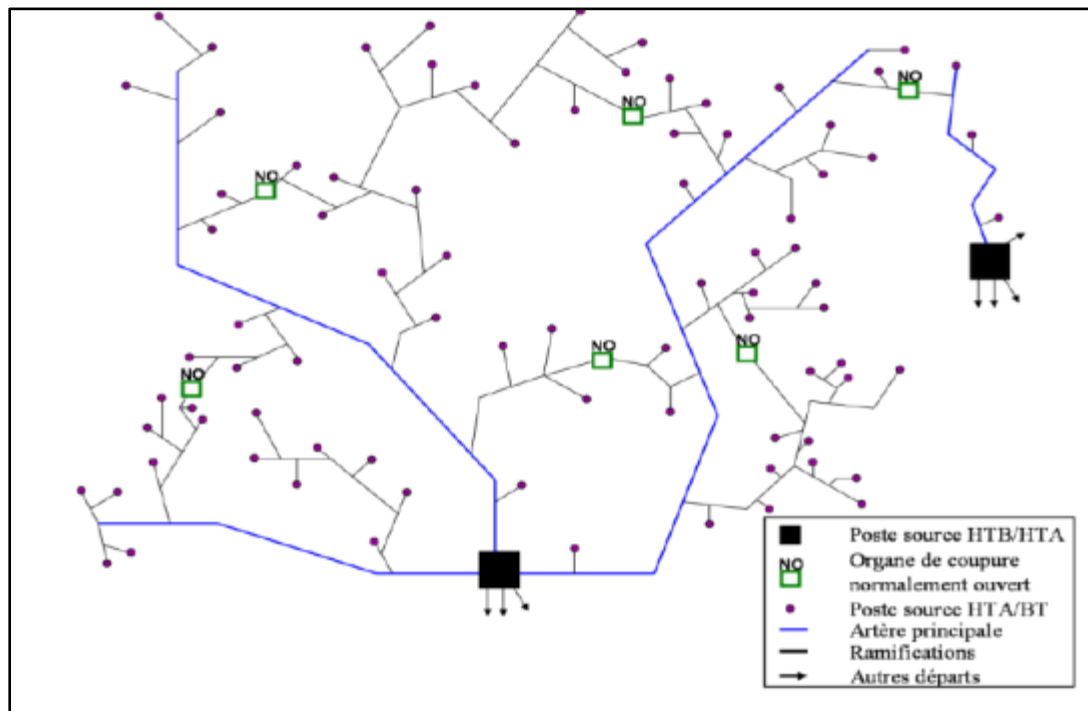 NO
NO
NO
NO
NO
NO
NO
Poste source HTB/HTA
NO
Organe de coupure
normalement ouvert
Poste source HTA/BT
Artère principale
Ramifications
Autres départs